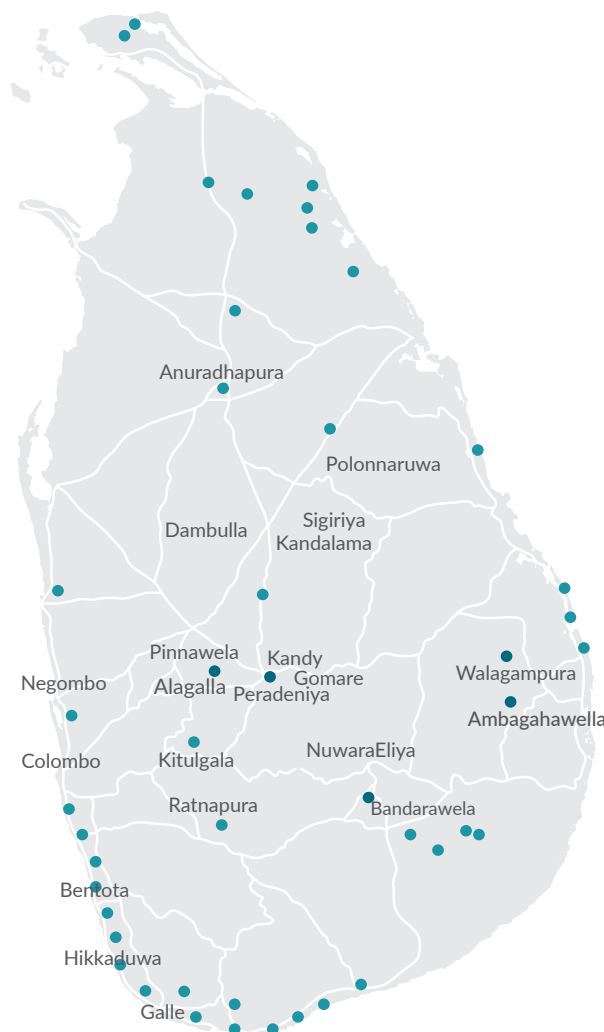 Anuradhapura
Polonnaruwa
Sigiriya
Dambulla
Kandalama
Pinnawela
Kandy
Walagampura
Gomare
Negombo
Alagalla
Peradeniya
Ambagahawella
NuwaraEliya
Colombo
Kitulgala
Ratnapura
Bandarawela
Bentota
Hikkaduwa
Galle